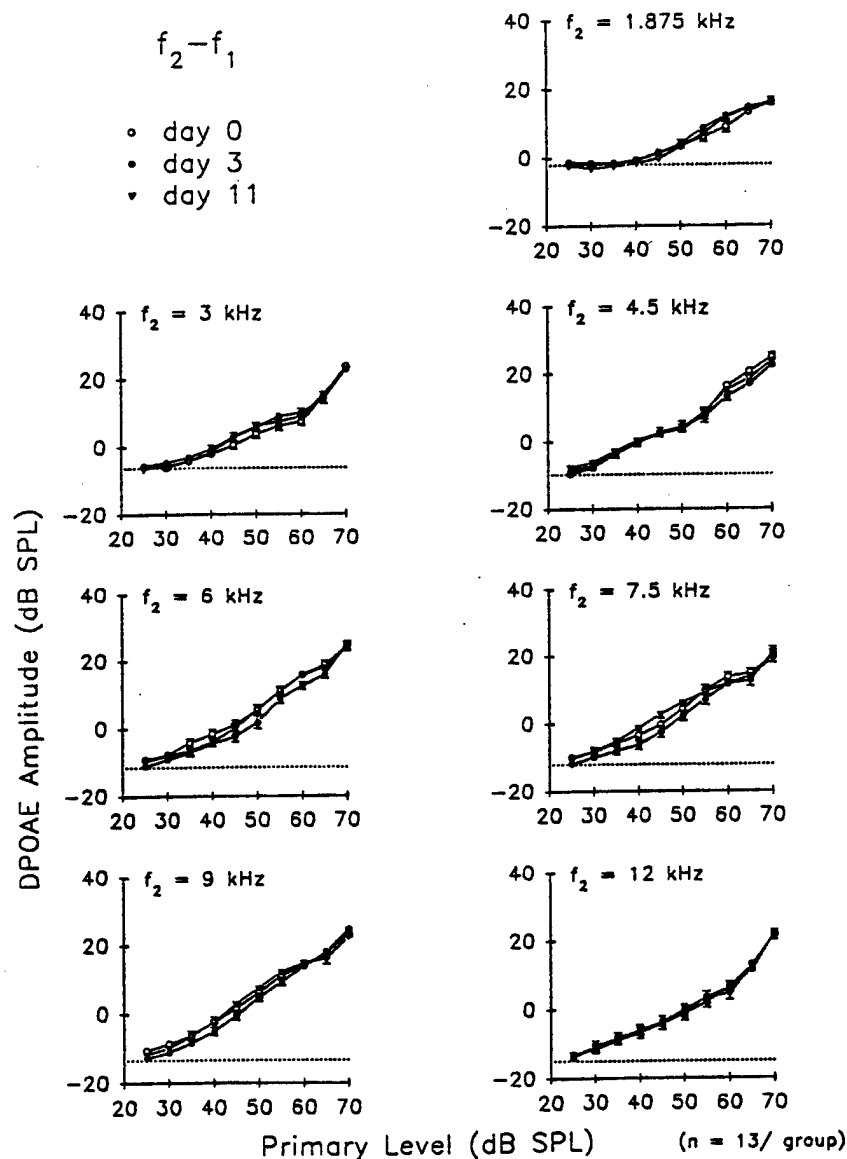 f2-f1
day 0
day 3
day 11
f2 = 1.875 kHz
40
20
0
-20
20 30 40 50 60 70
f2 = 3 kHz
40
20
0
-20
20 30 40 50 60 70
f2 = 4.5 kHz
40
20
0
-20
20 30 40 50 60 70
f2 = 6 kHz
40
20
0
-20
20 30 40 50 60 70
f2 = 7.5 kHz
40
20
0
-20
20 30 40 50 60 70
f2 = 9 kHz
40
20
0
-20
20 30 40 50 60 70
f2 = 12 kHz
40
20
0
-20
20 30 40 50 60 70
DPOAE Amplitude (dB SPL)
Primary Level (dB SPL)
(n = 13/ group)